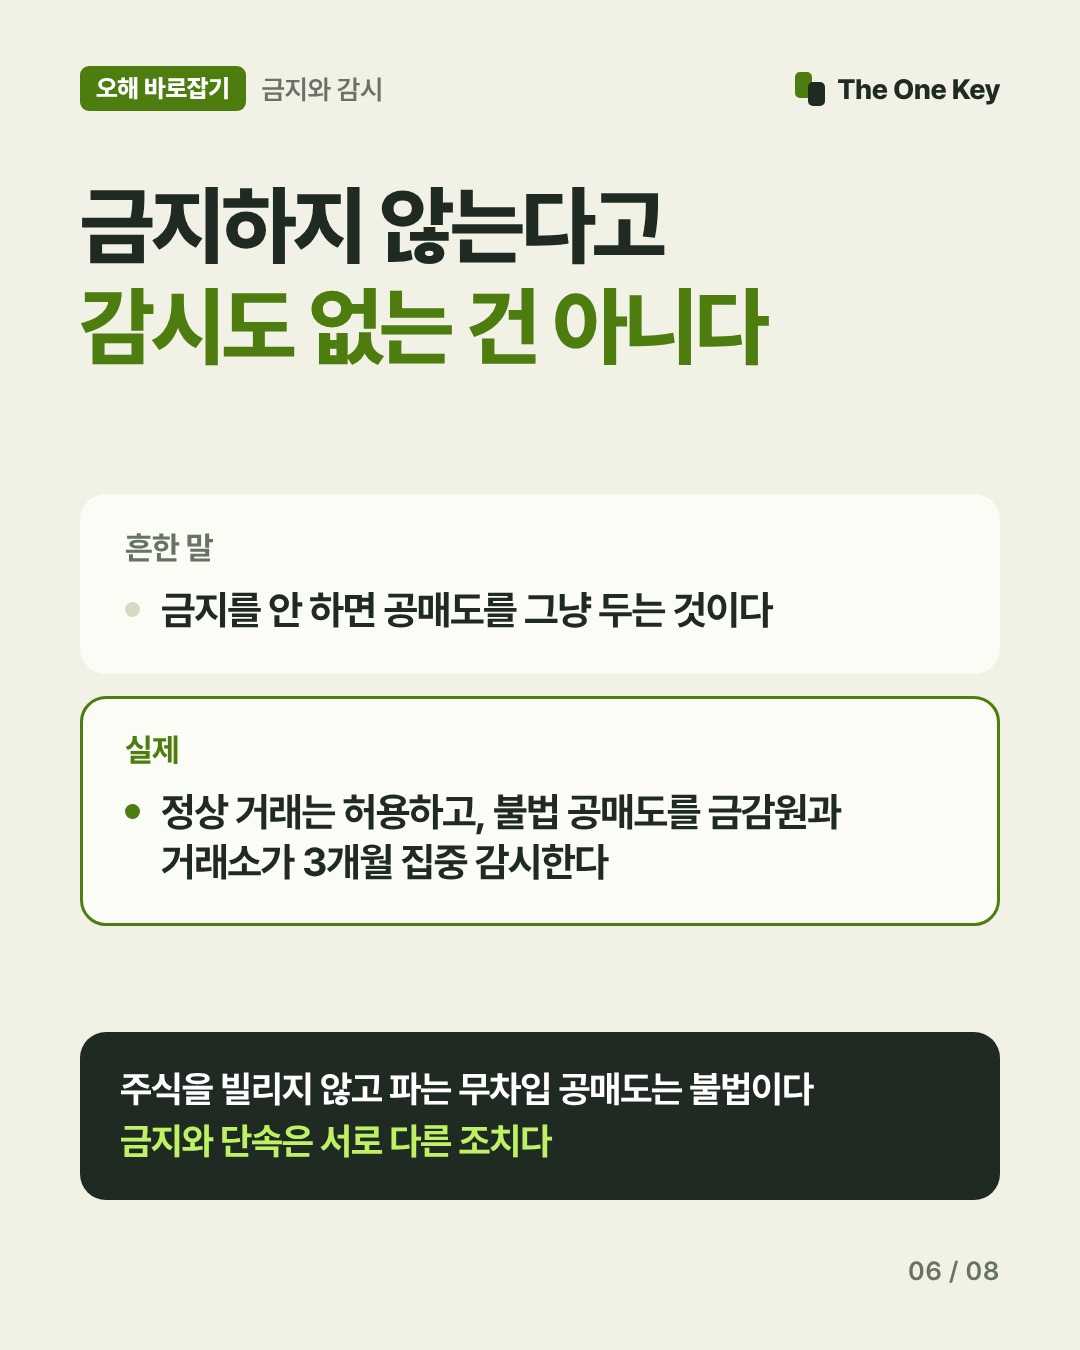 오해 바로잡기 금지와 감시
The One Key
금지하지 않는다고
감시도 없는 건 아니다
흔한 말
금지를 안 하면 공매도를 그냥 두는 것이다
실제
정상 거래는 허용하고, 불법 공매도를 금감원과
거래소가 3개월 집중 감시한다
주식을 빌리지 않고 파는 무차입 공매도는 불법이다
금지와 단속은 서로 다른 조치다
06 / 08